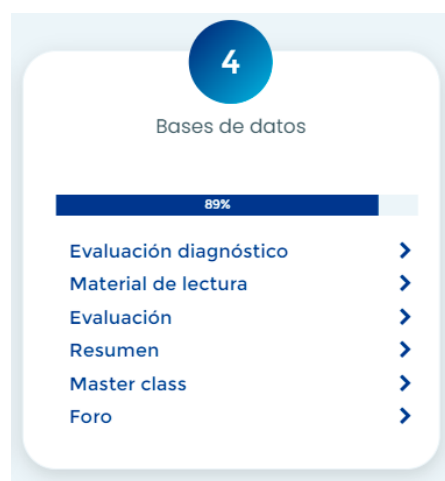 4
Bases de datos
89%
Evaluación diagnóstico
Material de lectura
Evaluación
Resumen
Master class
Foro